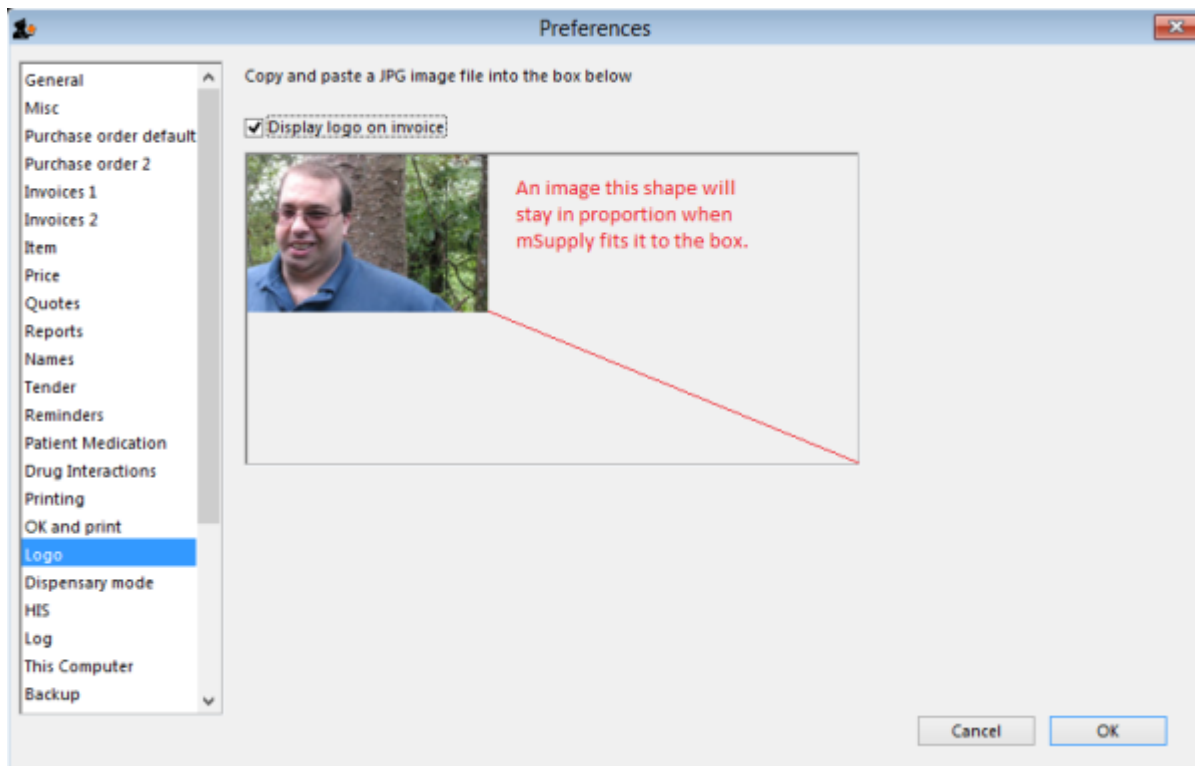 Preferences
General
Misc
Purchase order default
Purchase order 2
Invoices 1
Invoices 2
Item
Price
Quotes
Reports
Names
Tender
Reminders
Patient Medication
Drug Interactions
Printing
OK and print
Logo
Dispensary mode
HIS
Log
This Computer
Backup
Copy and paste a JPG image file into the box below
Display logo on invoice
An image this shape will
stay in proportion when
mSupply fits it to the box.
Cancel
OK